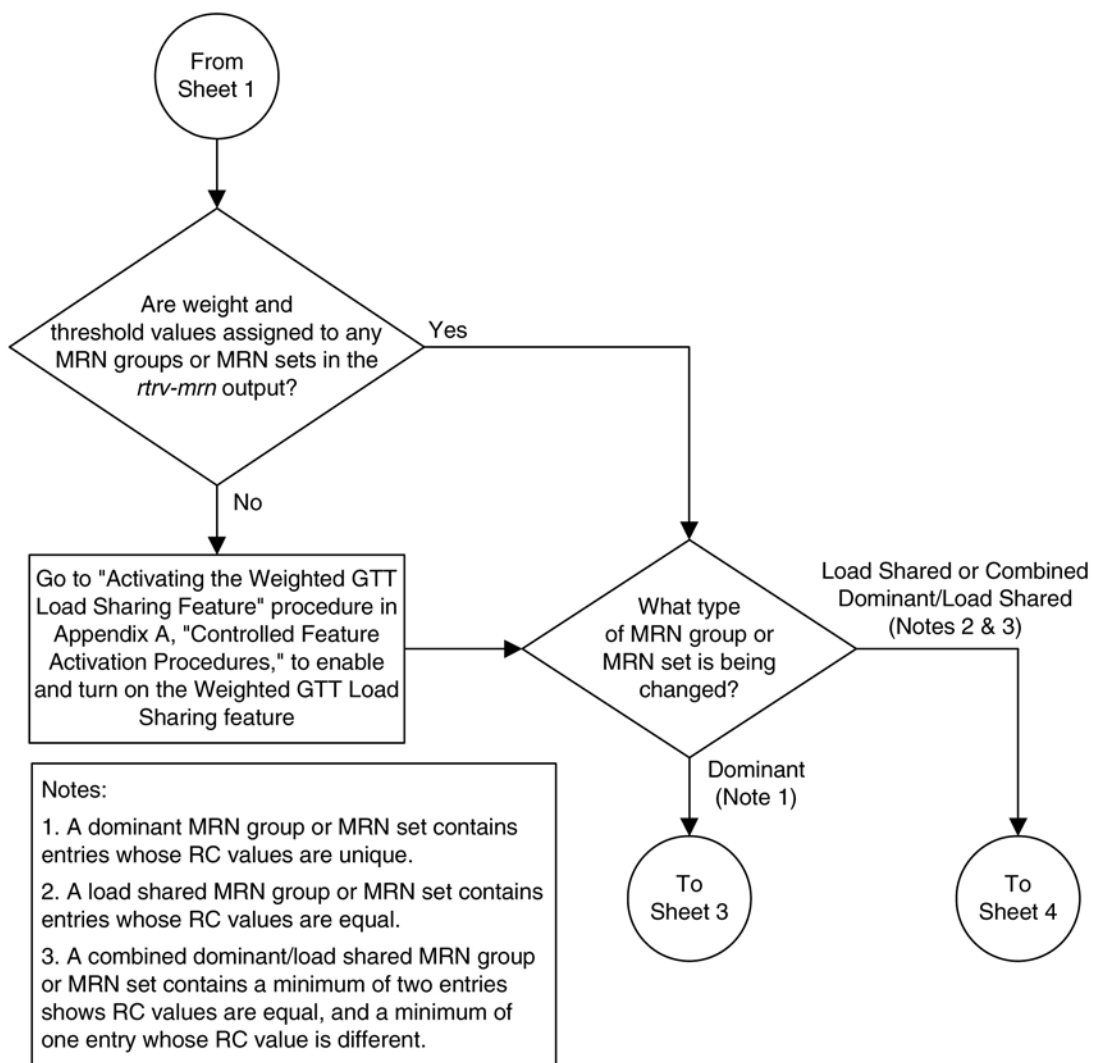 From
Sheet 1
Are weight and
threshold values assigned to any
MRN groups or MRN sets in the
rtrv-mrn output?
Yes
No
Go to "Activating the Weighted GTT
Load Sharing Feature" procedure in
Appendix A, "Controlled Feature
Activation Procedures," to enable
and turn on the Weighted GTT Load
Sharing feature
What type
of MRN group or
MRN set is being
changed?
Load Shared or Combined
Dominant/Load Shared
(Notes 2 & 3)
Dominant
(Note 1)
To
Sheet 3
To
Sheet 4
Notes:
1. A dominant MRN group or MRN set contains
entries whose RC values are unique.
2. A load shared MRN group or MRN set contains
entries whose RC values are equal.
3. A combined dominant/load shared MRN group
or MRN set contains a minimum of two entries
shows RC values are equal, and a minimum of
one entry whose RC value is different.